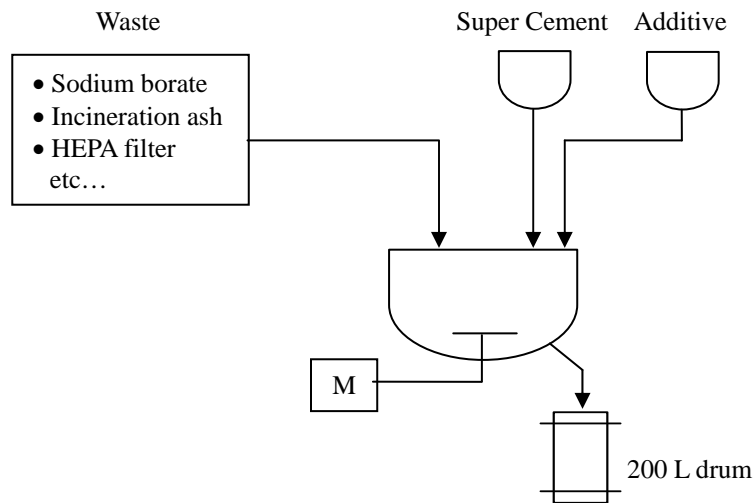 Waste
Super Cement
Additive
• Sodium borate
• Incineration ash
• HEPA filter
etc…
M
200 L drum